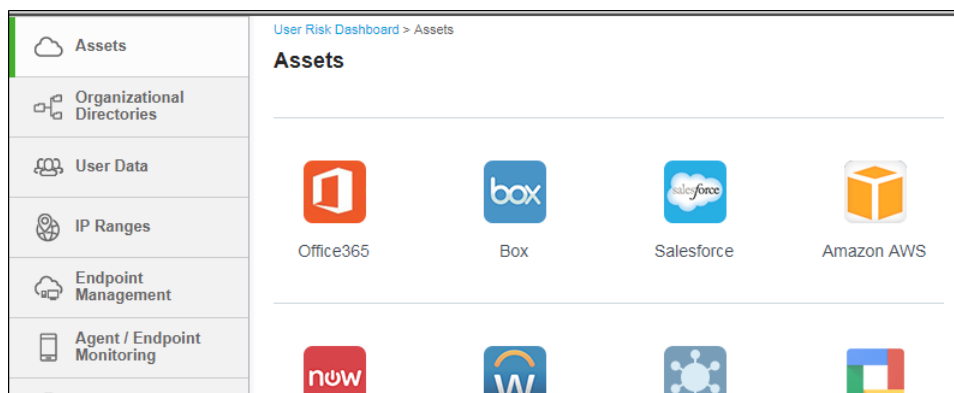 User Risk Dashboard > Assets
Assets
Assets
Organizational
Directories
User Data
IP Ranges
Endpoint
Management
Agent / Endpoint
Monitoring
box
salesforce
Office365
Box
Salesforce
Amazon AWS
now
W